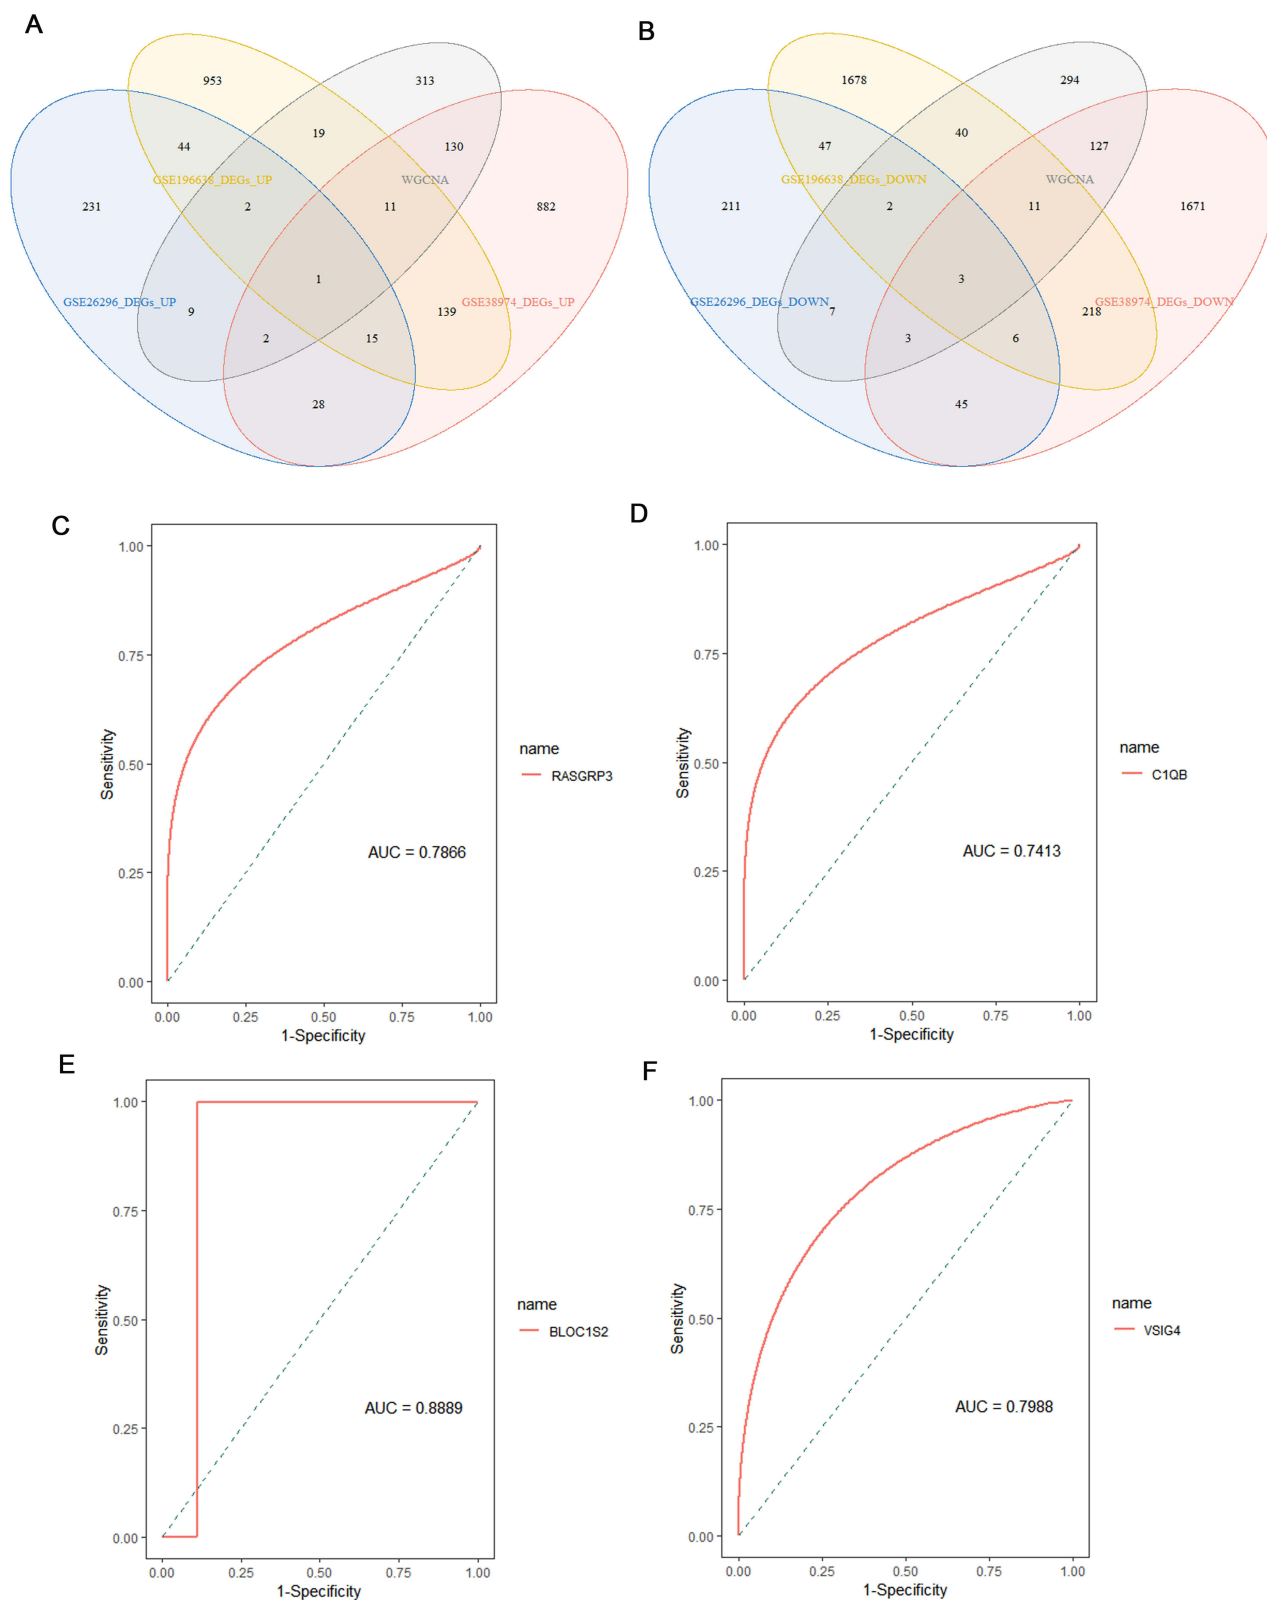 A
B
953
313
44
19
130
GSE196638_DEGs_UP
WGCNA
231
2
11
882
1
GSE26296_DEGs_UP
GSE38974_DEGs_UP
9
139
2
15
28
1678
294
47
40
127
GSE196638_DEGs_DOWN
WGCNA
211
2
11
1671
3
GSE26296_DEGs_DOWN
GSE38974_DEGs_DOWN
7
218
3
6
45
C
1.00
0.75
0.50
0.25
0.00
Sensitivity
name
RASGRP3
AUC = 0.7866
0.00 0.25 0.50 0.75 1.00
1-Specificity
D
1.00
0.75
0.50
0.25
0.00
Sensitivity
name
C1QB
AUC = 0.7413
0.00 0.25 0.50 0.75 1.00
1-Specificity
E
1.00
0.75
0.50
0.25
0.00
Sensitivity
name
BLOC1S2
AUC = 0.8889
0.00 0.25 0.50 0.75 1.00
1-Specificity
F
1.00
0.75
0.50
0.25
0.00
Sensitivity
name
VSIG4
AUC = 0.7988
0.00 0.25 0.50 0.75 1.00
1-Specificity